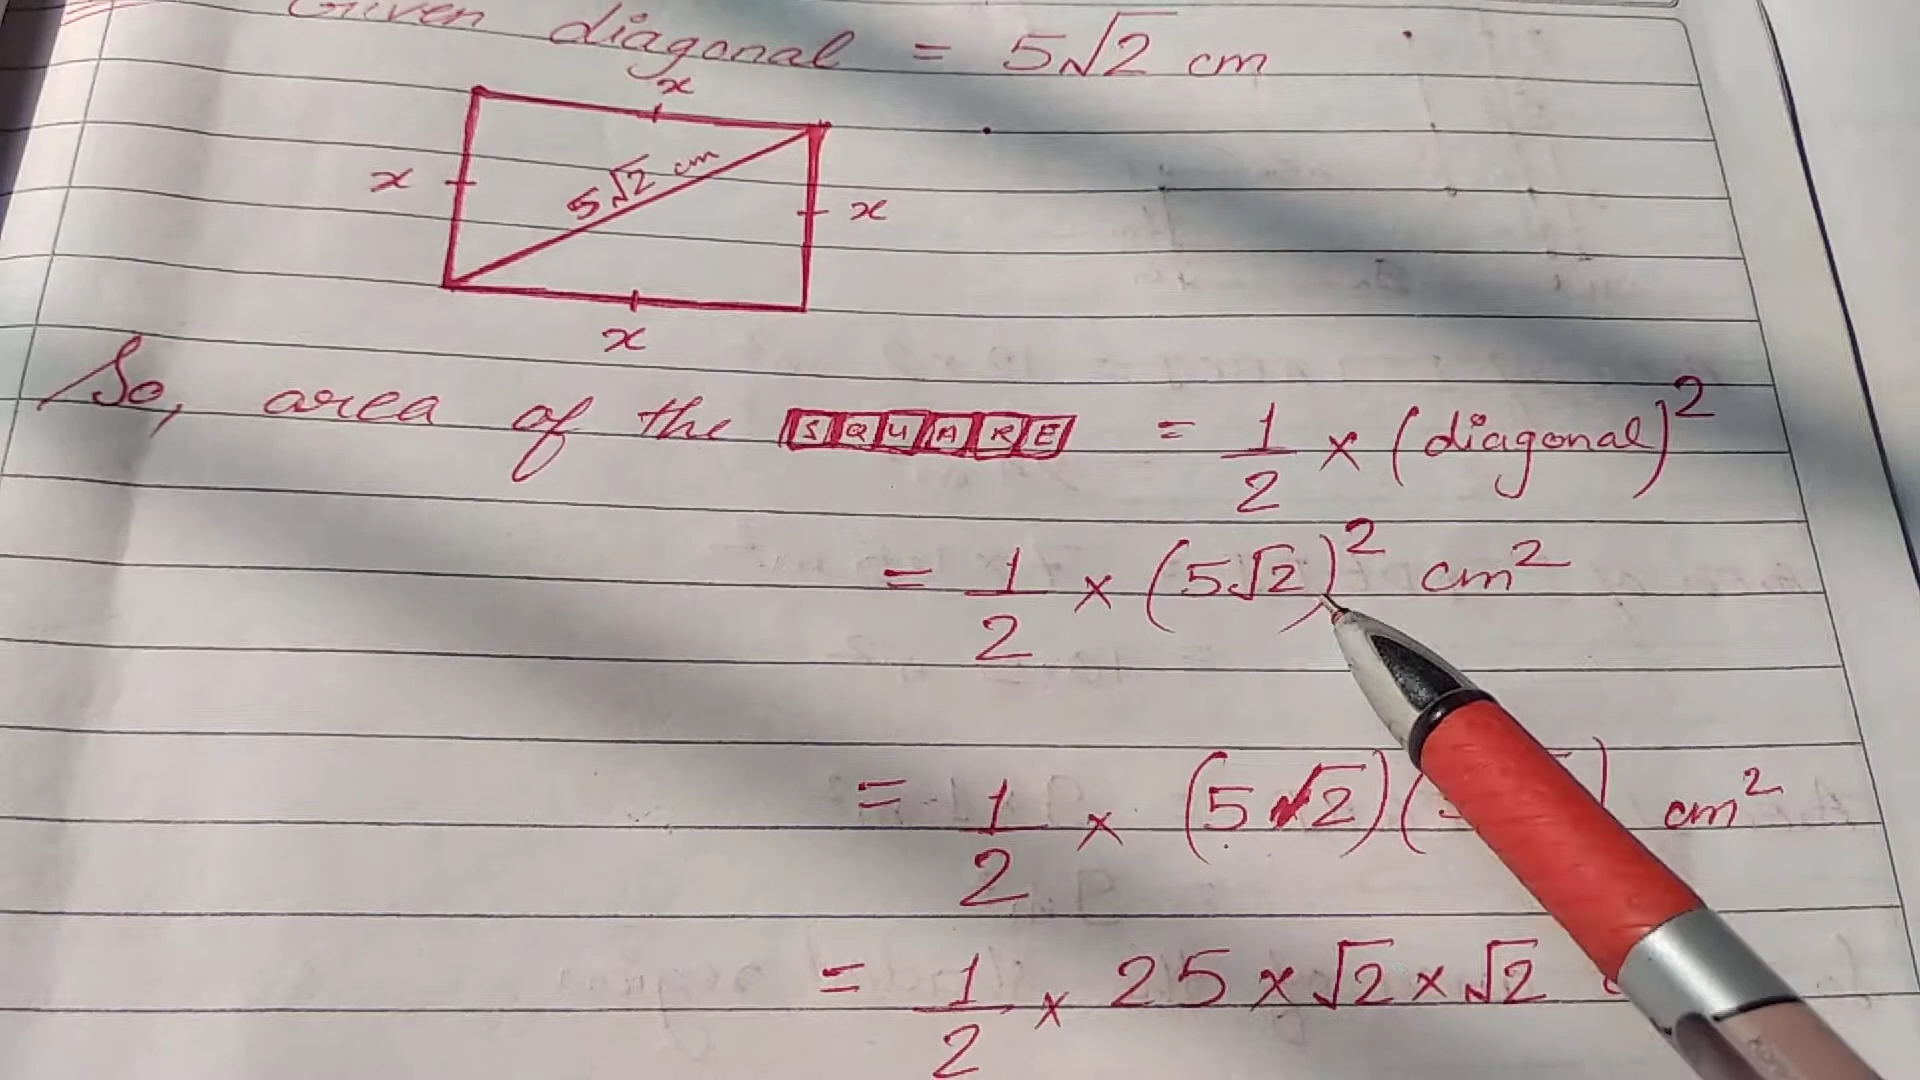 Given diagonal = 5√2 cm
x
x
5√2 cm
x
x
So, area of the SQUARE = 1/2 × (diagonal)²
= 1/2 × (5√2)² cm²
= 1/2 × (5√2)( ) cm²
= 1/2 × 25 × √2 × √2